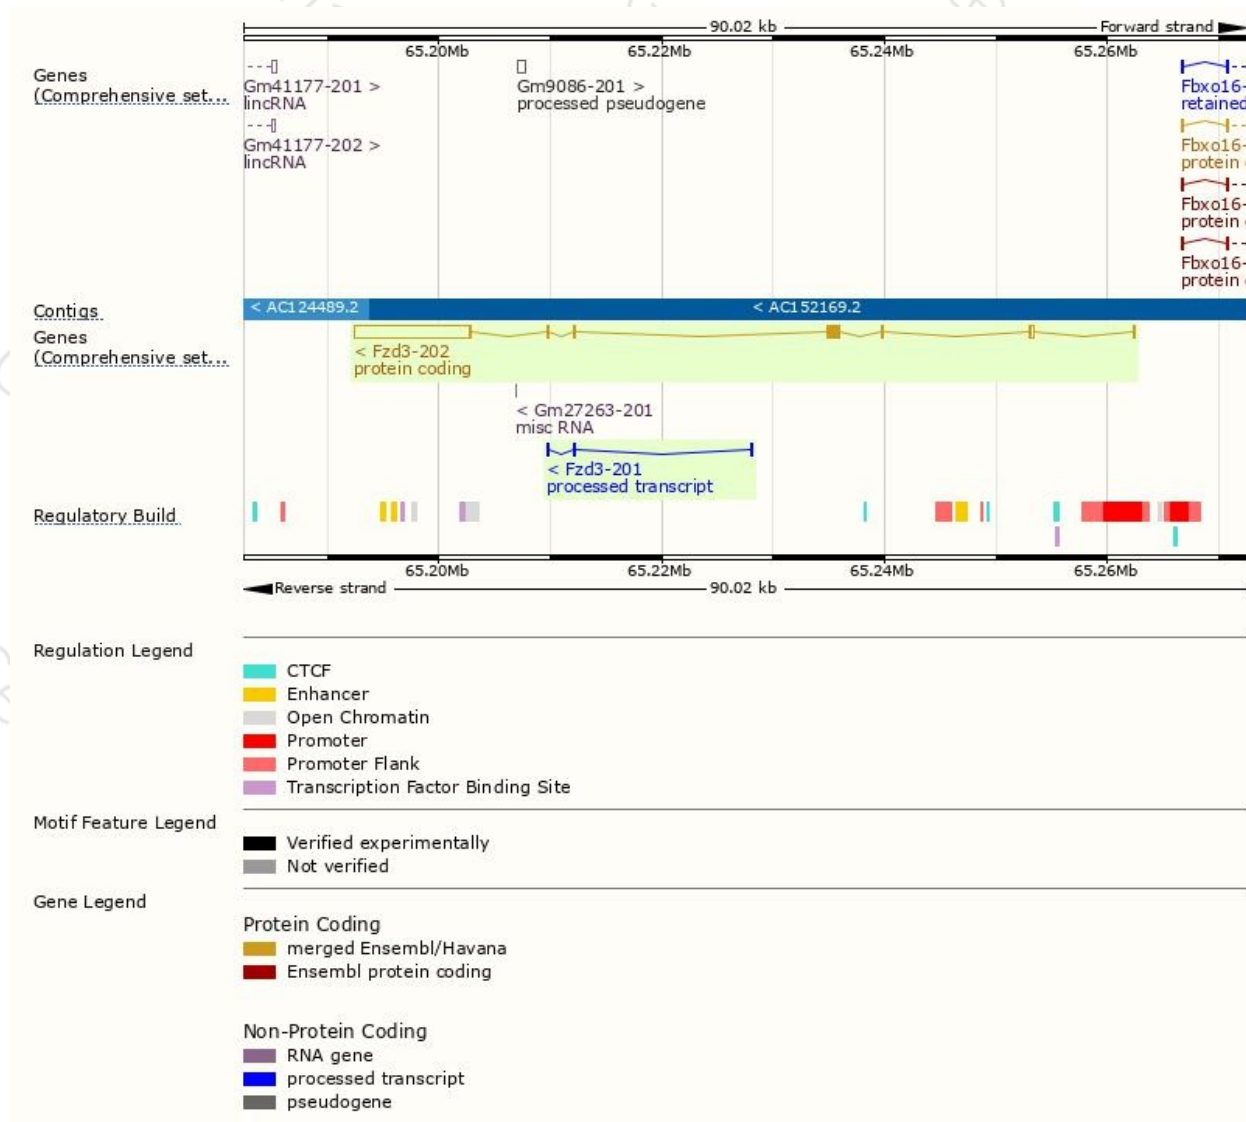 90.02 kb
Forward strand
65.20Mb 65.22Mb 65.24Mb 65.26Mb
Genes
(Comprehensive set...
Gm41177-201 >
lincRNA
Gm41177-202 >
lincRNA
Gm9086-201 >
processed pseudogene
Fbxo16-
retained
Fbxo16-
protein
Fbxo16-
protein
Fbxo16-
protein
Contigs
< AC124489.2
< AC152169.2
Genes
(Comprehensive set...
< Fzd3-202
protein coding
< Gm27263-201
misc RNA
< Fzd3-201
processed transcript
Regulatory Build
65.20Mb 65.22Mb 65.24Mb 65.26Mb
Reverse strand
90.02 kb
Regulation Legend
CTCF
Enhancer
Open Chromatin
Promoter
Promoter Flank
Transcription Factor Binding Site
Motif Feature Legend
Verified experimentally
Not verified
Gene Legend
Protein Coding
merged Ensembl/Havana
Ensembl protein coding
Non-Protein Coding
RNA gene
processed transcript
pseudogene